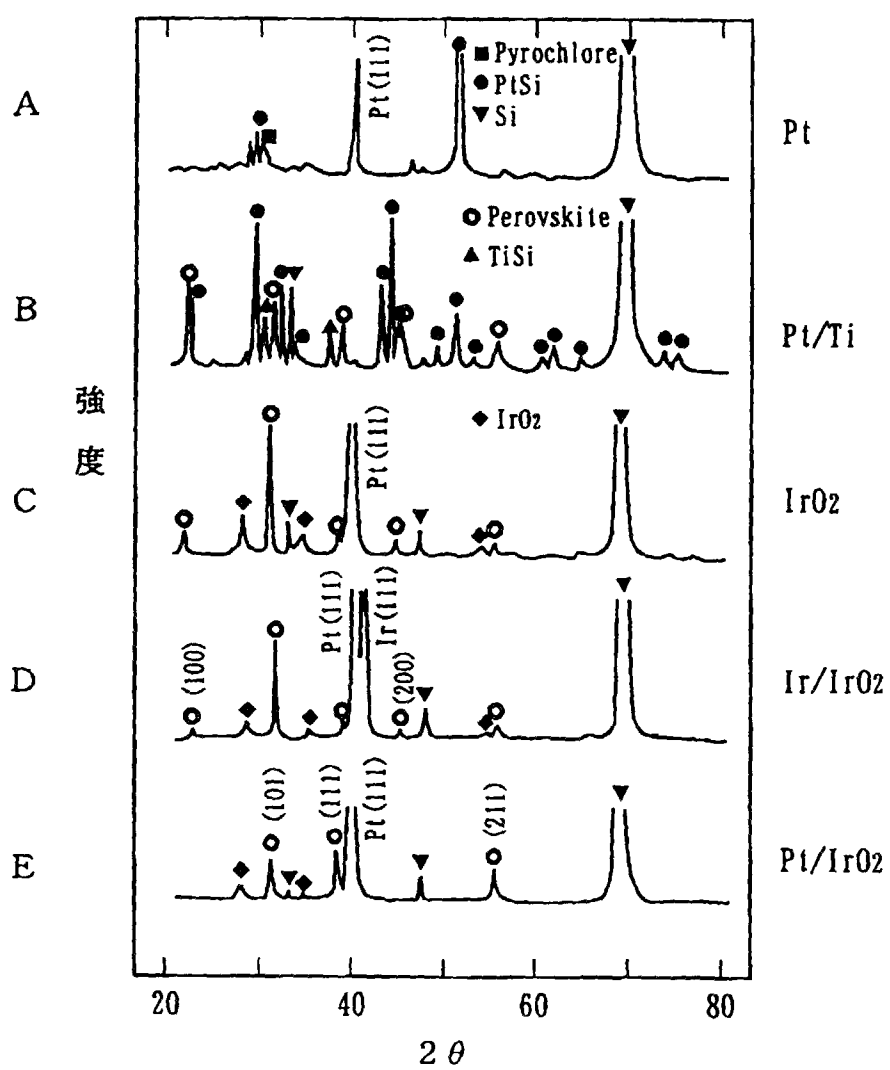 A
Pt(111)
■ Pyrochlore
● PtSi
▼ Si
Pt
B
Perovskite
▲ TiSi
Pt/Ti
強度
C
Pt(111)
◆ IrO2
IrO2
D
(100)
Pt(111)
Ir(111)
(200)
Ir/IrO2
E
(101)
(111)
Pt(111)
(211)
Pt/IrO2
20 40 60 80
2θ